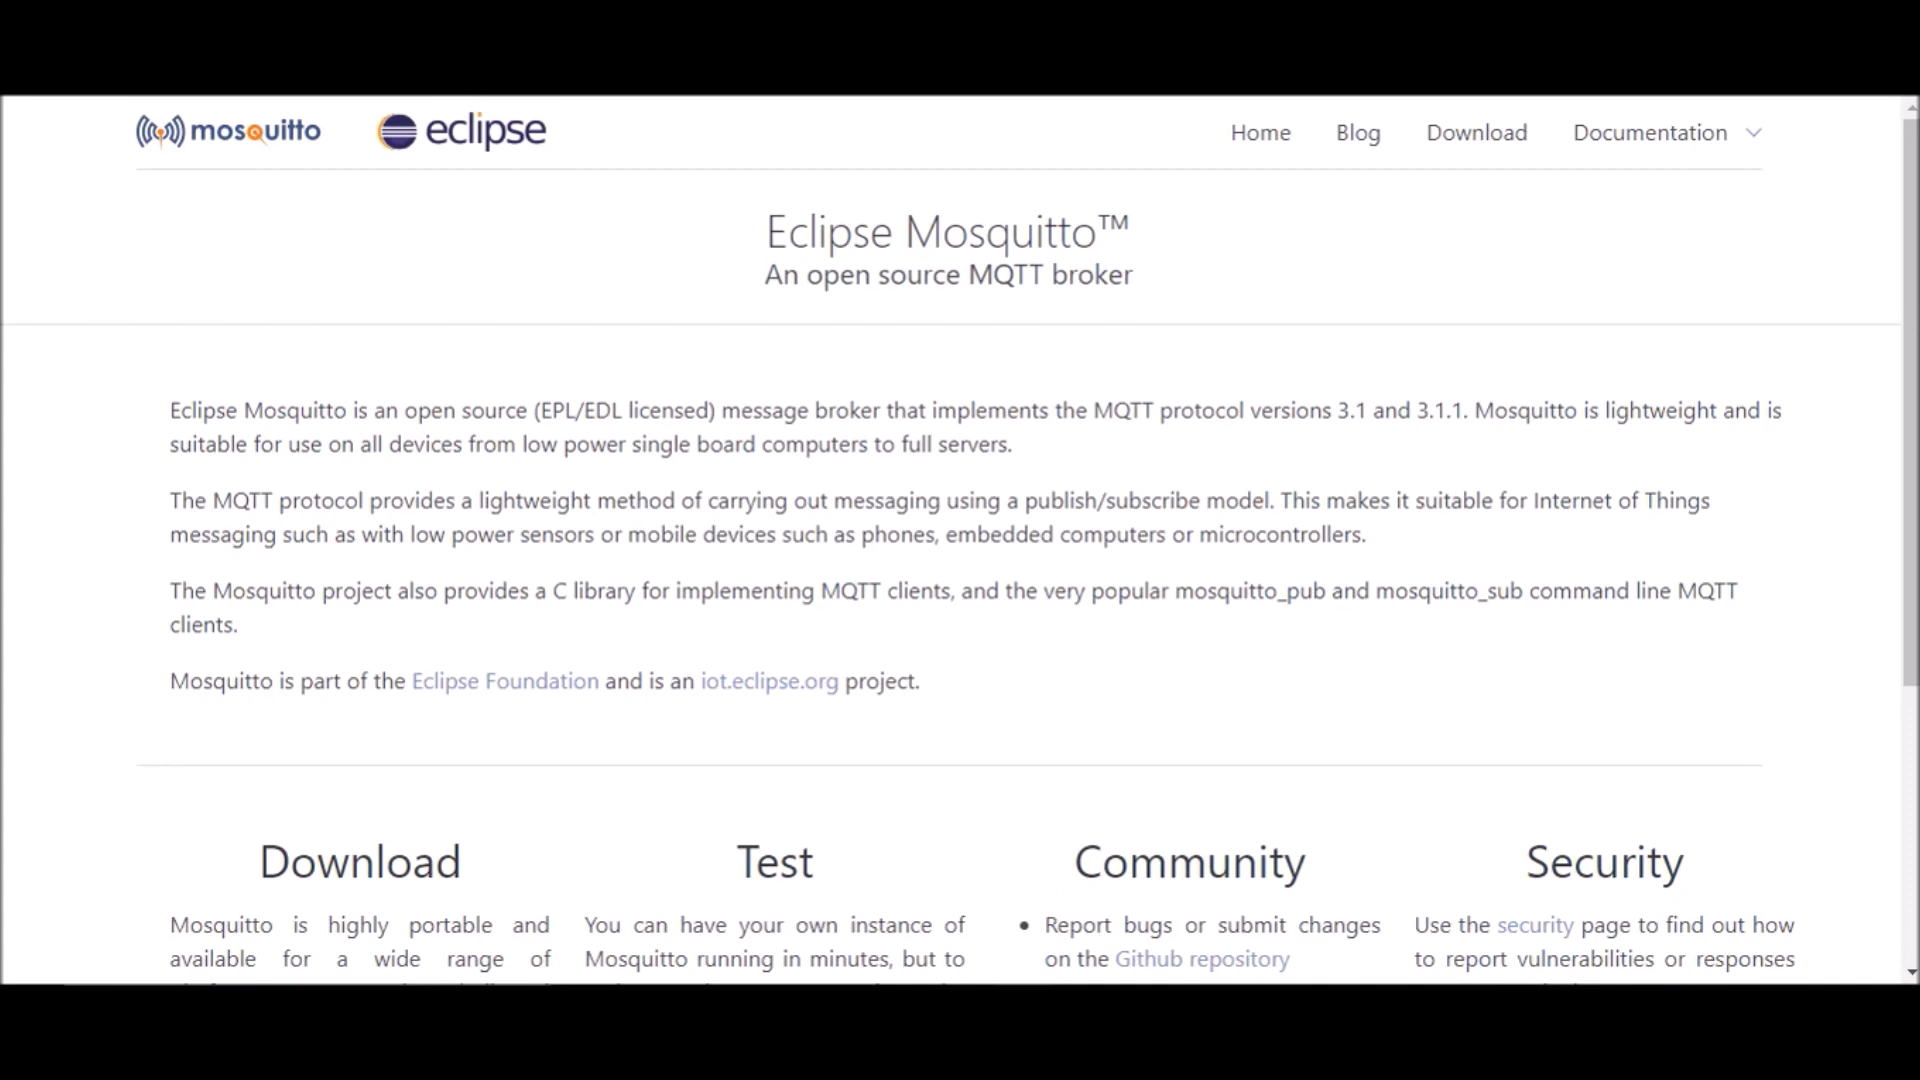 mosquitto eclipse Home Blog Download Documentation
Eclipse Mosquitto™
An open source MQTT broker
Eclipse Mosquitto is an open source (EPL/EDL licensed) message broker that implements the MQTT protocol versions 3.1 and 3.1.1. Mosquitto is lightweight and is
suitable for use on all devices from low power single board computers to full servers.
The MQTT protocol provides a lightweight method of carrying out messaging using a publish/subscribe model. This makes it suitable for Internet of Things
messaging such as with low power sensors or mobile devices such as phones, embedded computers or microcontrollers.
The Mosquitto project also provides a C library for implementing MQTT clients, and the very popular mosquitto_pub and mosquitto_sub command line MQTT
clients.
Mosquitto is part of the Eclipse Foundation and is an iot.eclipse.org project.
Download
Mosquitto is highly portable and
available for a wide range of
Test
You can have your own instance of
Mosquitto running in minutes, but to
Community
• Report bugs or submit changes
on the Github repository
Security
Use the security page to find out how
to report vulnerabilities or responses